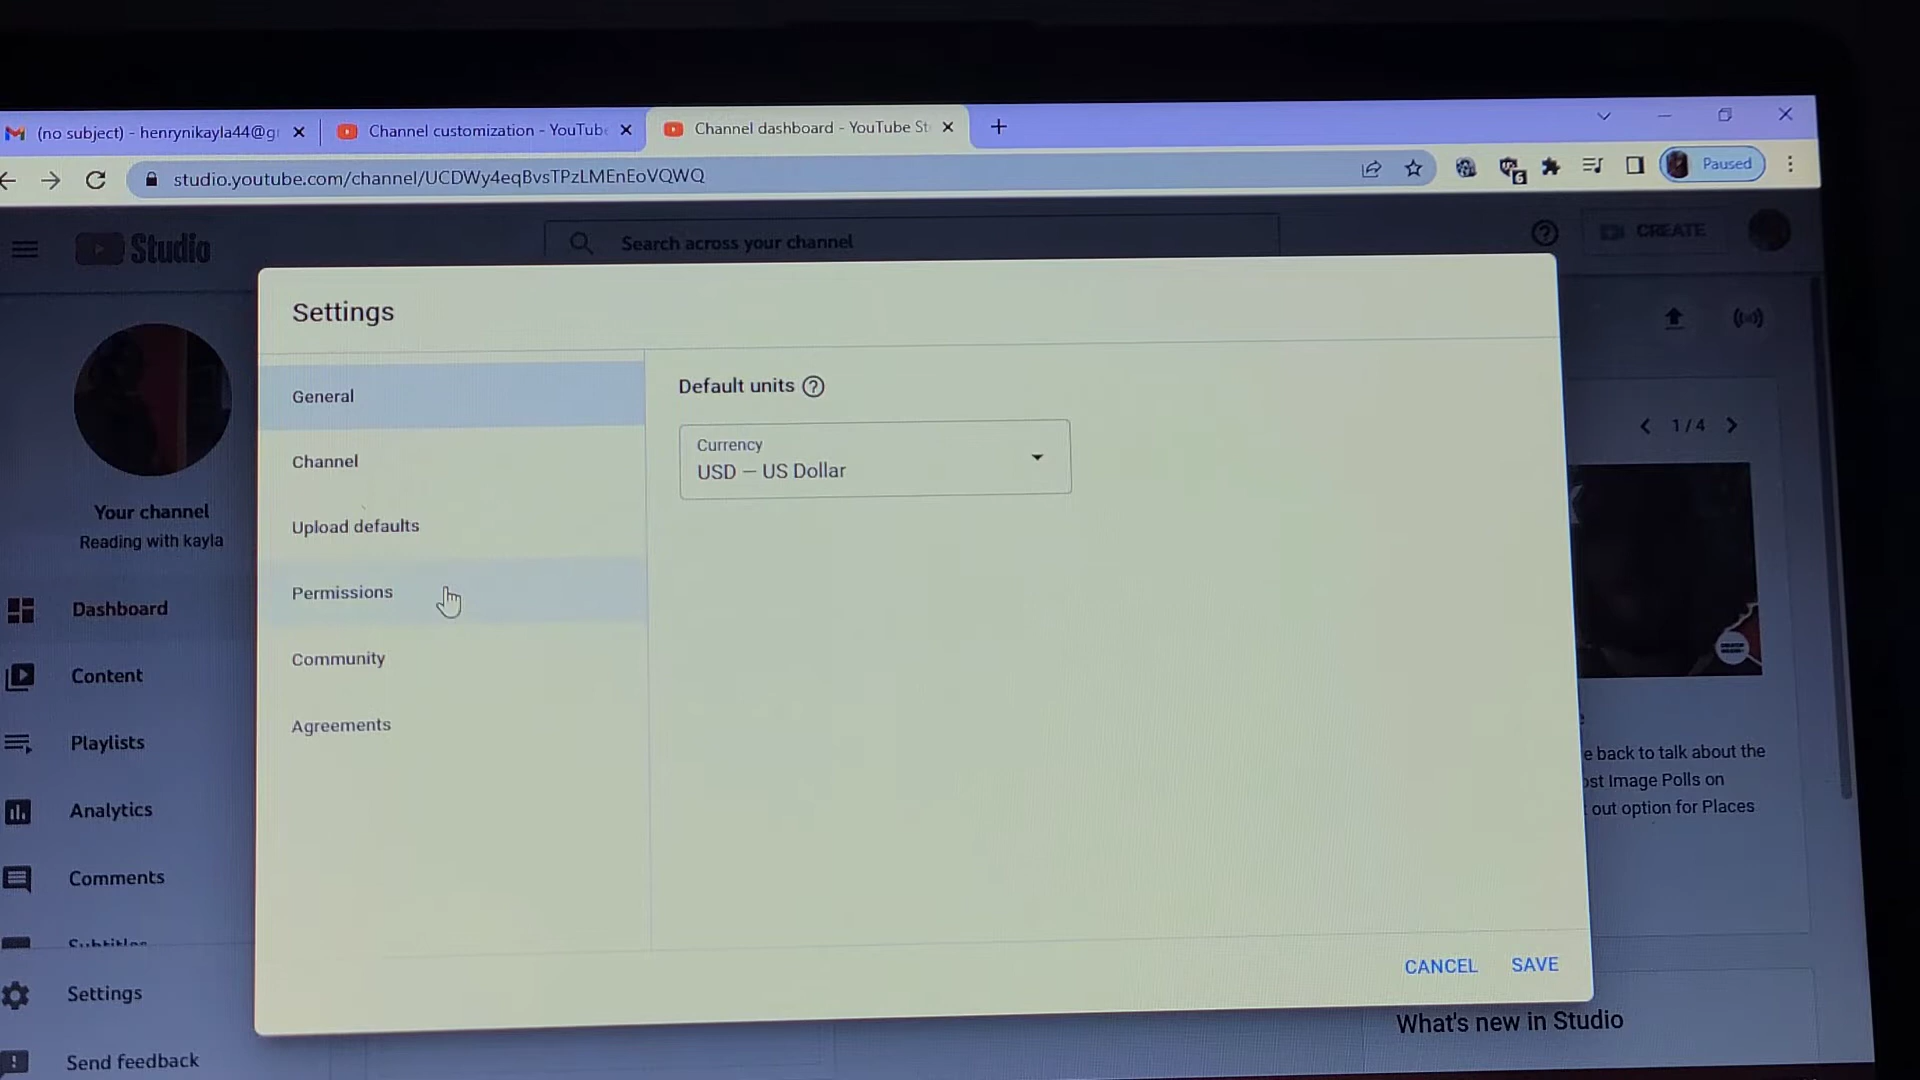 (no subject) - henrynikayla44@g
Channel customization - YouTub
Channel dashboard - YouTube St
studio.youtube.com/channel/UCDWy4eqBvsTPzLMEnEoVQWQ
6
Paused
Studio
Search across your channel
CREATE
Settings
General
Channel
Upload defaults
Permissions
Community
Agreements
Default units
Currency
USD – US Dollar
CANCEL
SAVE
Your channel
Reading with kayla
Dashboard
Content
Playlists
Analytics
Comments
Subtitles
Settings
Send feedback
1 / 4
e back to talk about the
ost Image Polls on
out option for Places
What's new in Studio